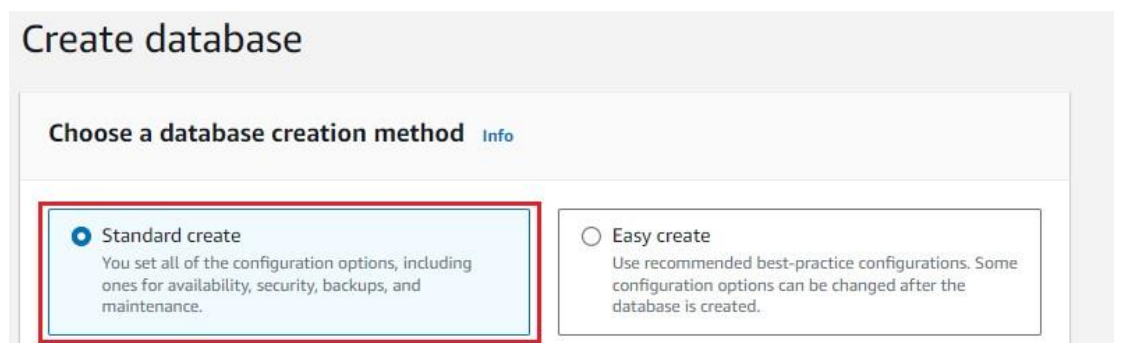 Create database
Choose a database creation method Info
Standard create
You set all of the configuration options, including
ones for availability, security, backups, and
maintenance.
Easy create
Use recommended best-practice configurations. Some
configuration options can be changed after the
database is created.